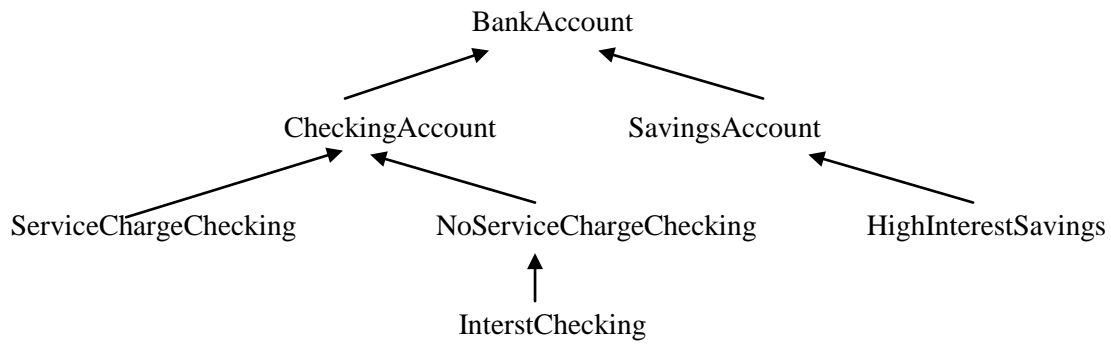 BankAccount
CheckingAccount SavingsAccount
ServiceChargeChecking NoServiceChargeChecking HighInterestSavings
InterstChecking